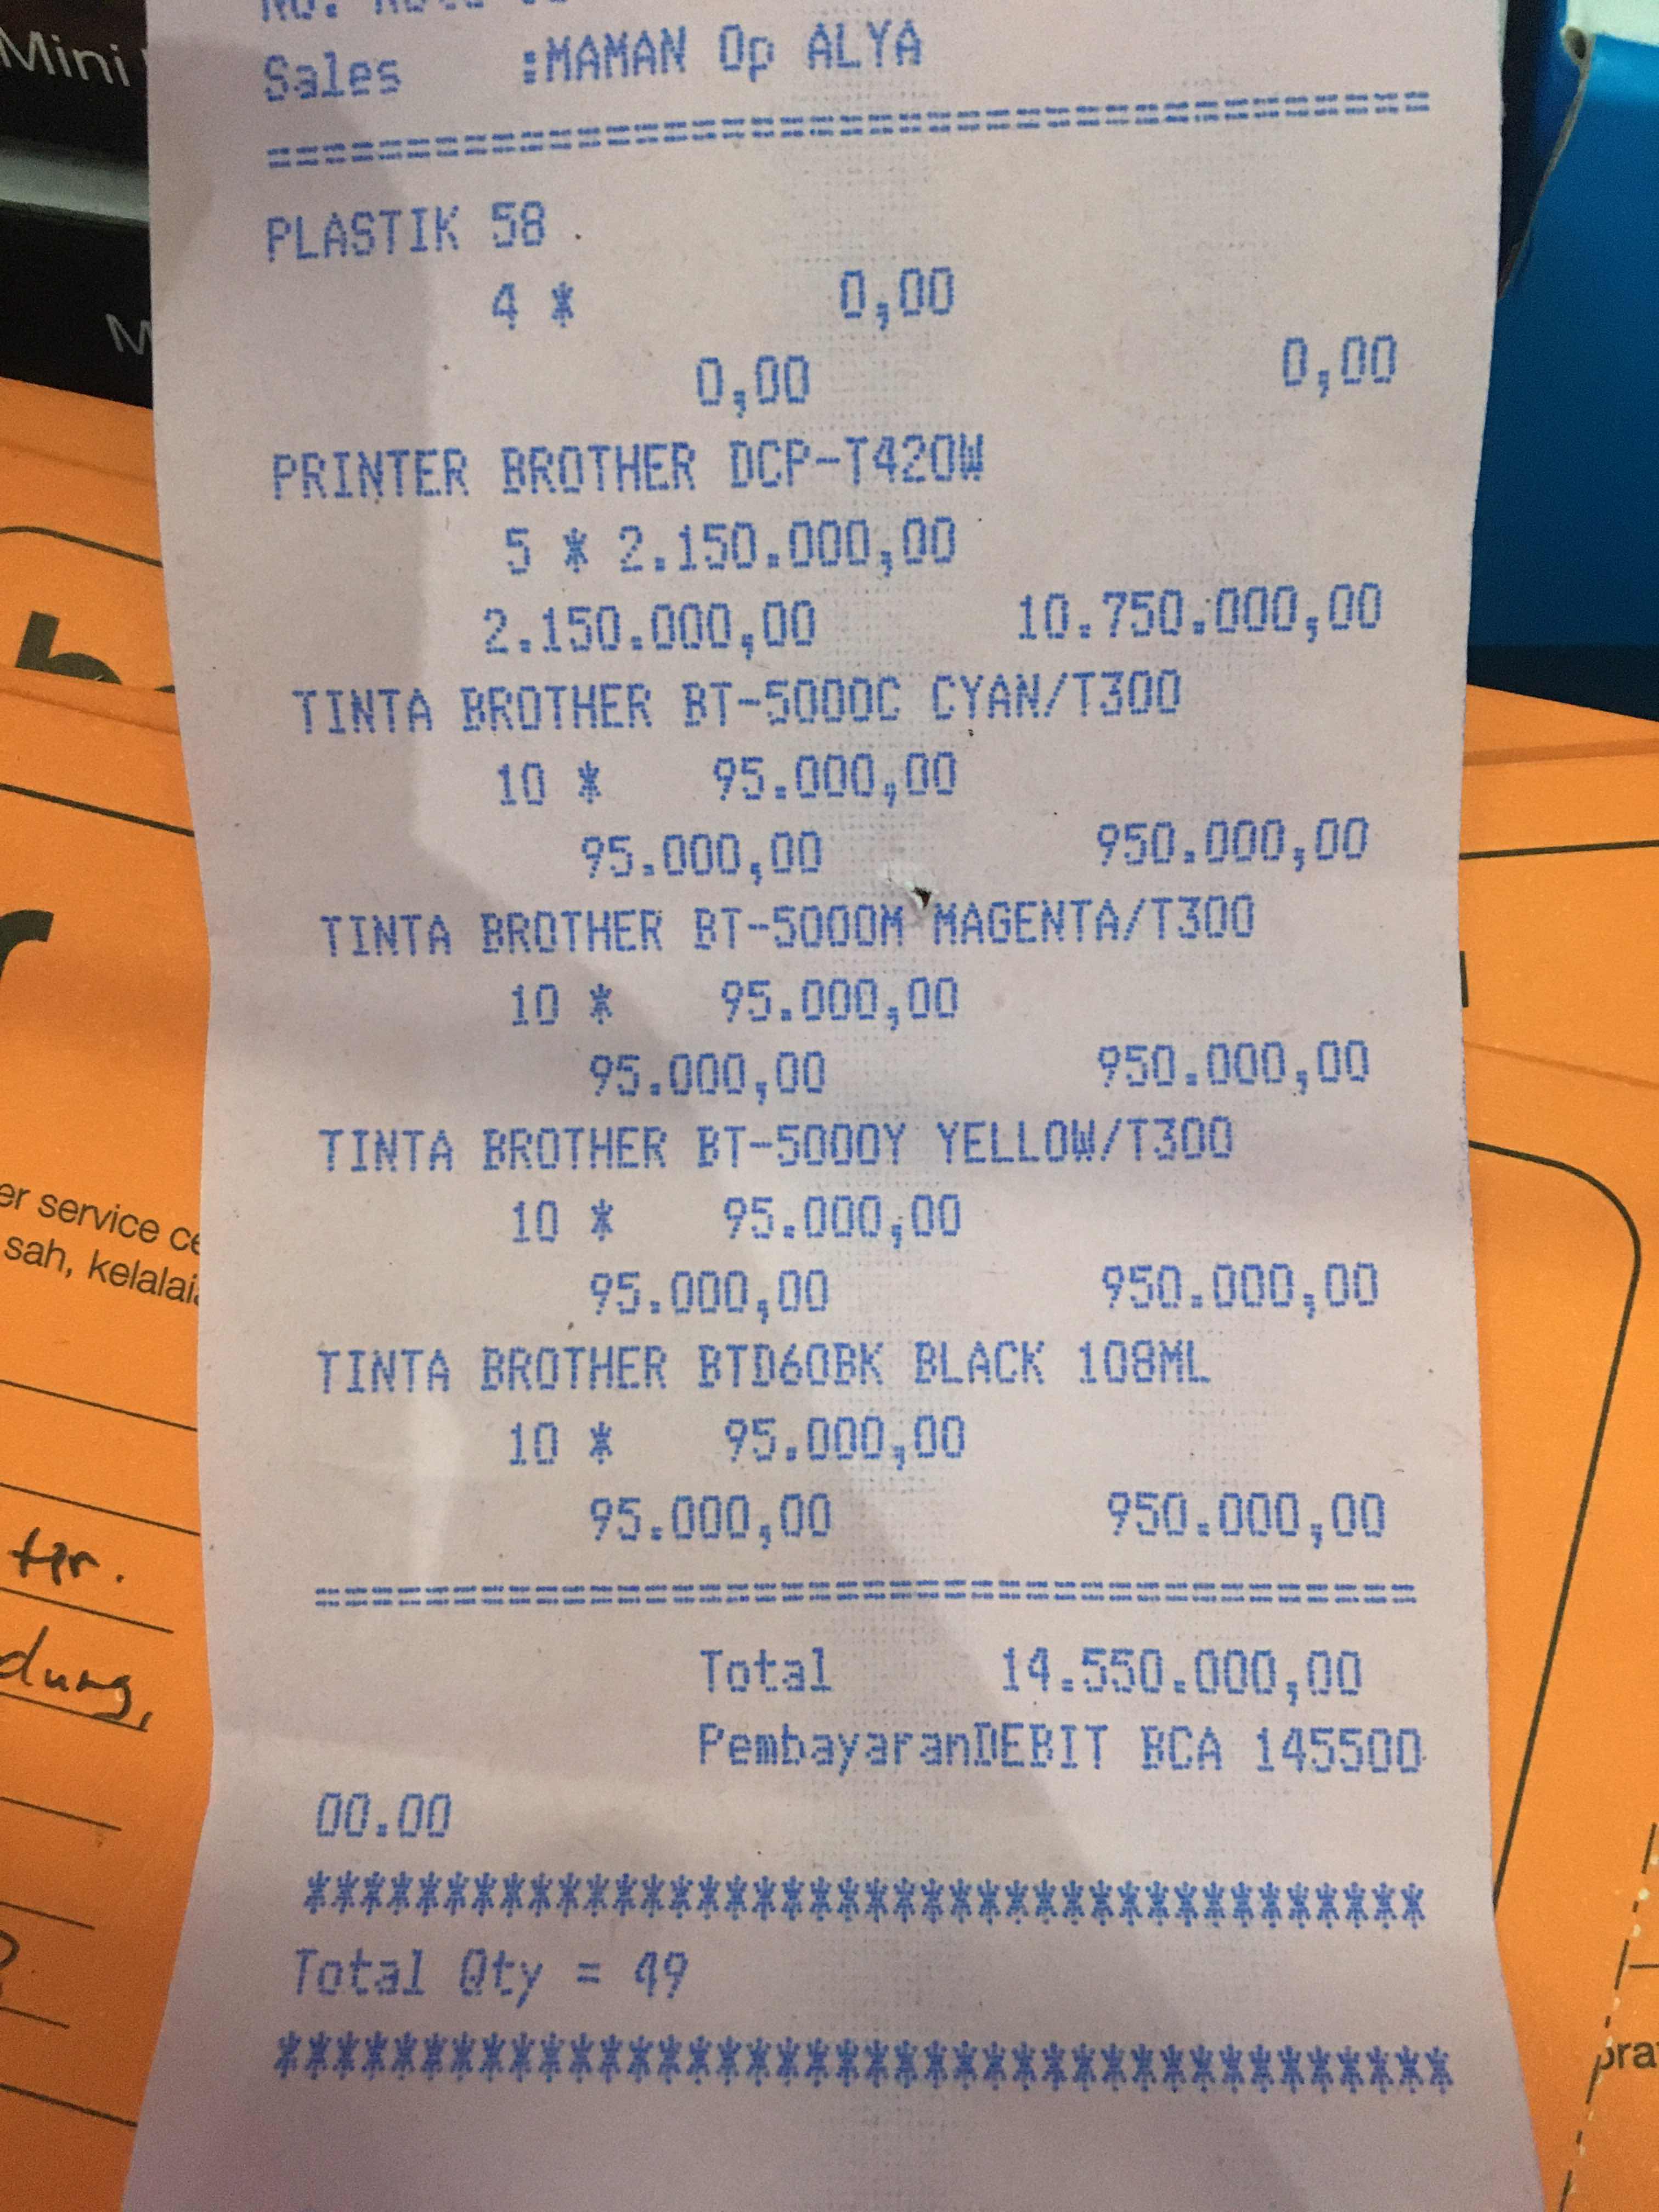 Mini
Sales :MAMAN Op ALYA
================================================
PLASTIK 58
4 * 0,00
0,00 0,00
PRINTER BROTHER DCP-T420W
5 * 2.150.000,00
2.150.000,00 10.750.000,00
TINTA BROTHER BT-5000C CYAN/T300
10 * 95.000,00
95.000,00 950.000,00
TINTA BROTHER BT-5000M MAGENTA/T300
10 * 95.000,00
95.000,00 950.000,00
TINTA BROTHER BT-5000Y YELLOW/T300
10 * 95.000,00
95.000,00 950.000,00
TINTA BROTHER BTD60BK BLACK 108ML
10 * 95.000,00
95.000,00 950.000,00
========================================
Total 14.550.000,00
PembayaranDEBIT BCA 145500
00.00
****************************************
Total Qty = 49
****************************************
er service ce
sah, kelalai